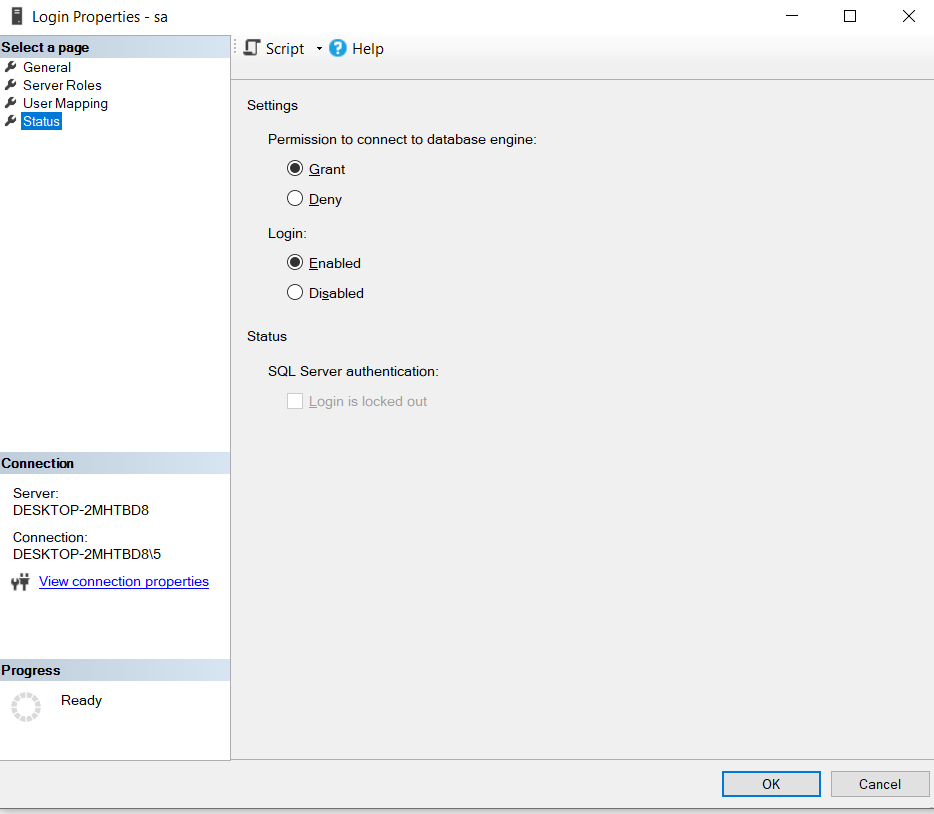 Login Properties - sa
Select a page
General
Server Roles
User Mapping
Status
Script
Help
Settings
Permission to connect to database engine:
Grant
Deny
Login:
Enabled
Disabled
Status
SQL Server authentication:
Login is locked out
Connection
Server:
DESKTOP-2MHTBD8
Connection:
DESKTOP-2MHTBD8\5
View connection properties
Progress
Ready
OK
Cancel